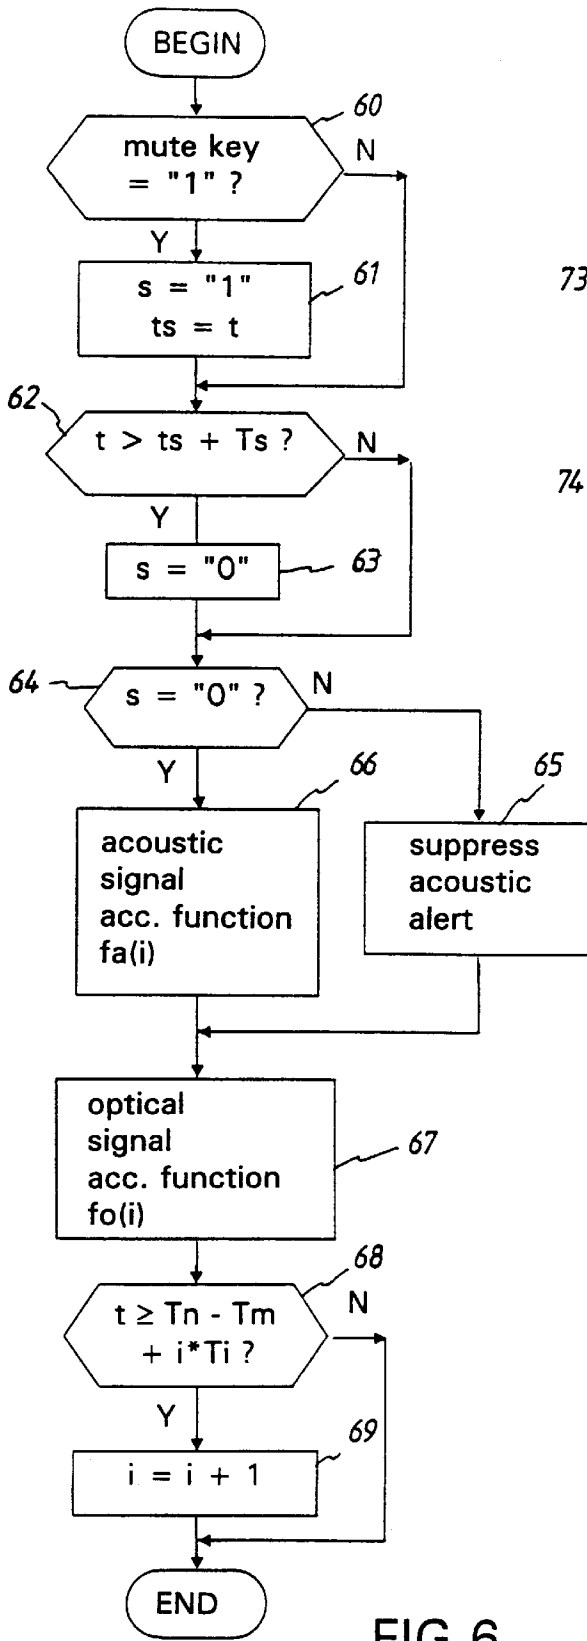 BEGIN
60
mute key
= "1" ?
N
Y
61
s = "1"
ts = t
73
62
t > ts + Ts ?
N
74
Y
s = "0"
63
64
s = "0" ?
N
Y
66
65
acoustic
signal
acc. function
fa(i)
suppress
acoustic
alert
optical
signal
acc. function
fo(i)
67
68
t ≥ Tn - Tm
+ i*Ti ?
N
Y
69
i = i + 1
END
FIG 6